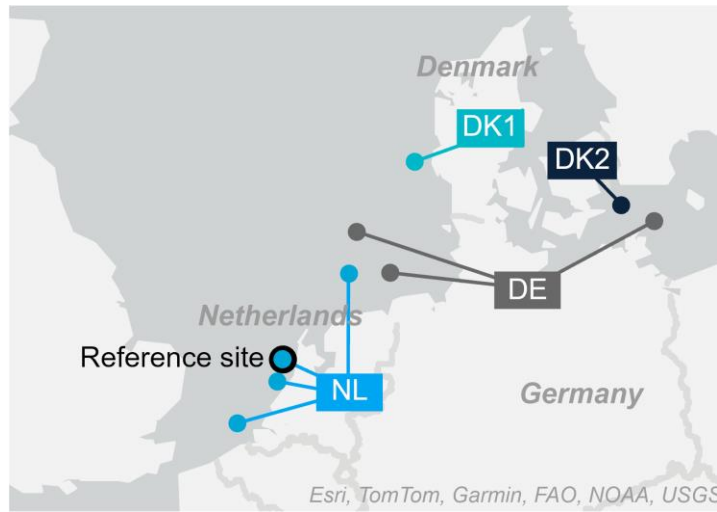 Denmark
DK1
DK2
DE
Netherlands
Reference site
NL
Germany
Esri, TomTom, Garmin, FAO, NOAA, USGS